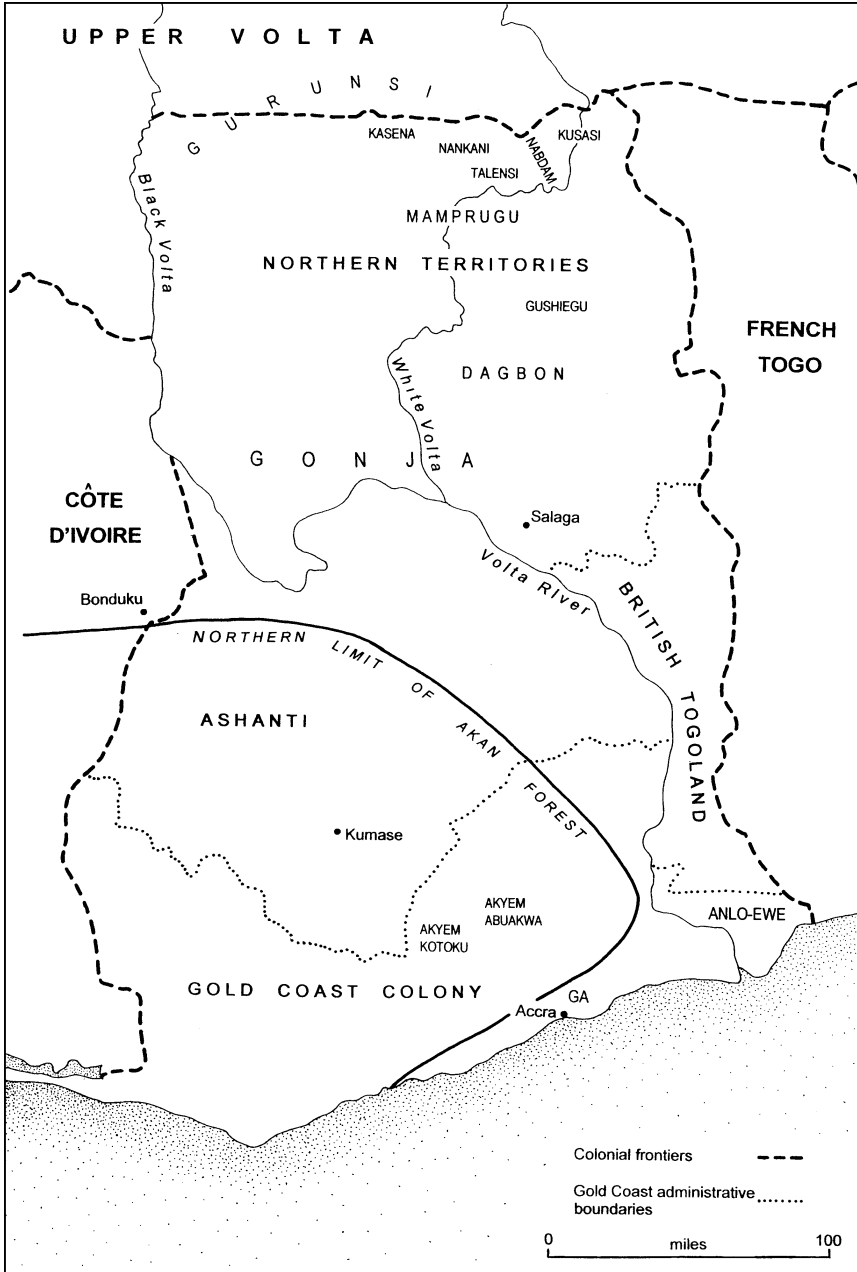 UPPER VOLTA
GURUNSI
KASENA
NANKANI
TALENSI
NABDAM
KUSASI
MAMPRUGU
Black Volta
NORTHERN TERRITORIES
GUSHIEGU
FRENCH
TOGO
White Volta
DAGBON
GONJA
CÔTE
D'IVOIRE
Salaga
Volta River
Bonduku
BRITISH TOGOLAND
NORTHERN LIMIT OF AKAN FOREST
ASHANTI
Kumase
AKYEM
ABUAKWA
AKYEM
KOTOKU
ANLO-EWE
GOLD COAST COLONY
GA
Accra
Colonial frontiers
Gold Coast administrative
boundaries
0 miles 100